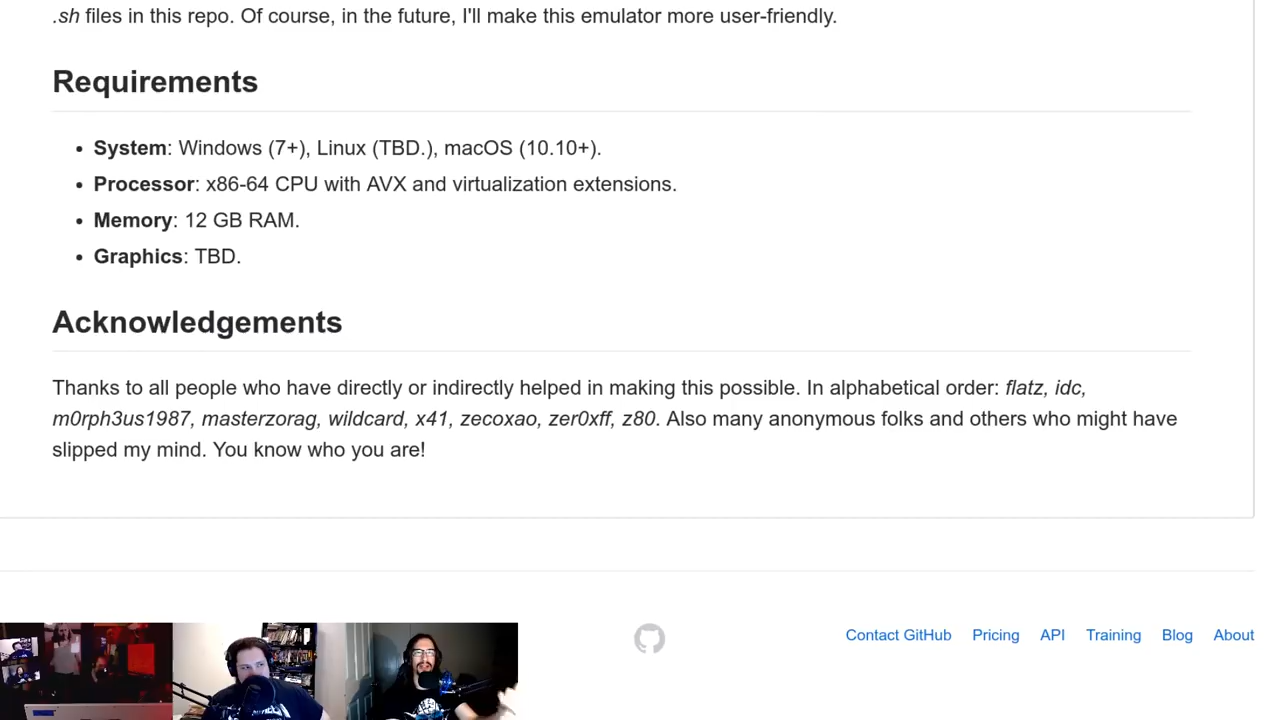 .sh files in this repo. Of course, in the future, I'll make this emulator more user-friendly.
Requirements
• System: Windows (7+), Linux (TBD.), macOS (10.10+).
• Processor: x86-64 CPU with AVX and virtualization extensions.
• Memory: 12 GB RAM.
• Graphics: TBD.
Acknowledgements
Thanks to all people who have directly or indirectly helped in making this possible. In alphabetical order: flatz, idc,
m0rph3us1987, masterzorag, wildcard, x41, zecoxao, zer0xff, z80. Also many anonymous folks and others who might have
slipped my mind. You know who you are!
Contact GitHub Pricing API Training Blog About